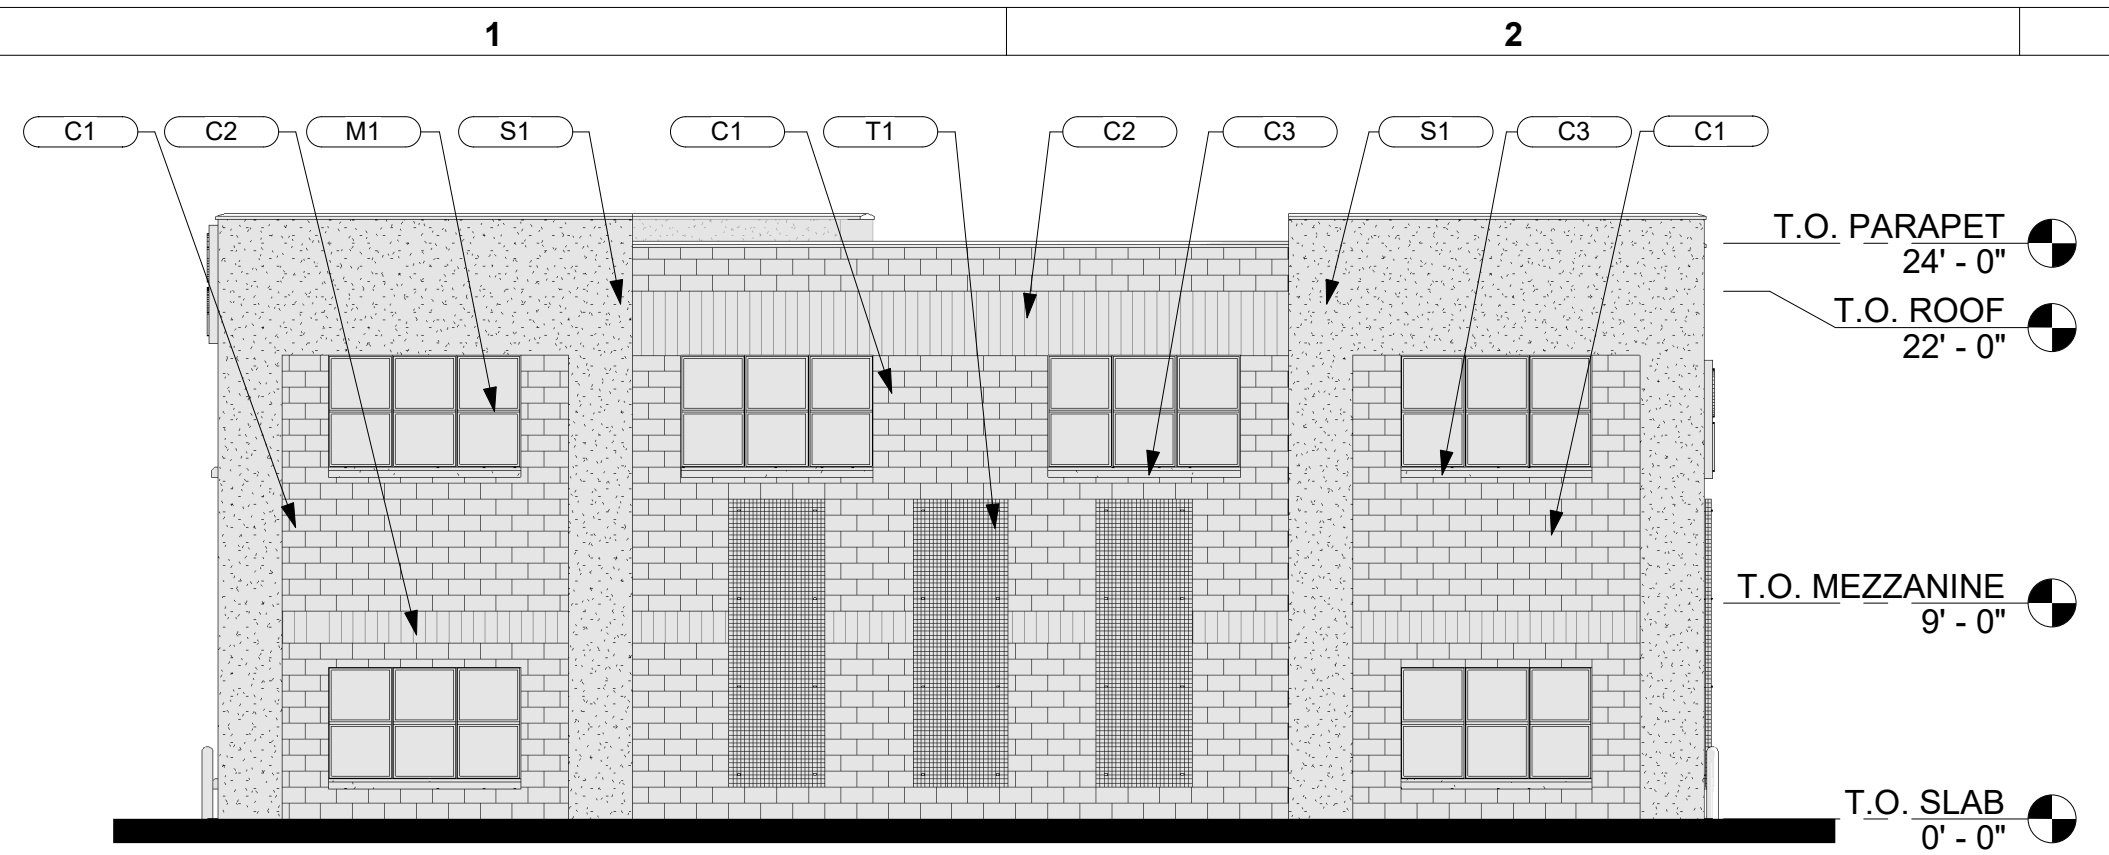 1 2
C1 C2 M1 S1 C1 T1 C2 C3 S1 C3 C1
T.O. PARAPET
24' - 0"
T.O. ROOF
22' - 0"
T.O. MEZZANINE
9' - 0"
T.O. SLAB
0' - 0"